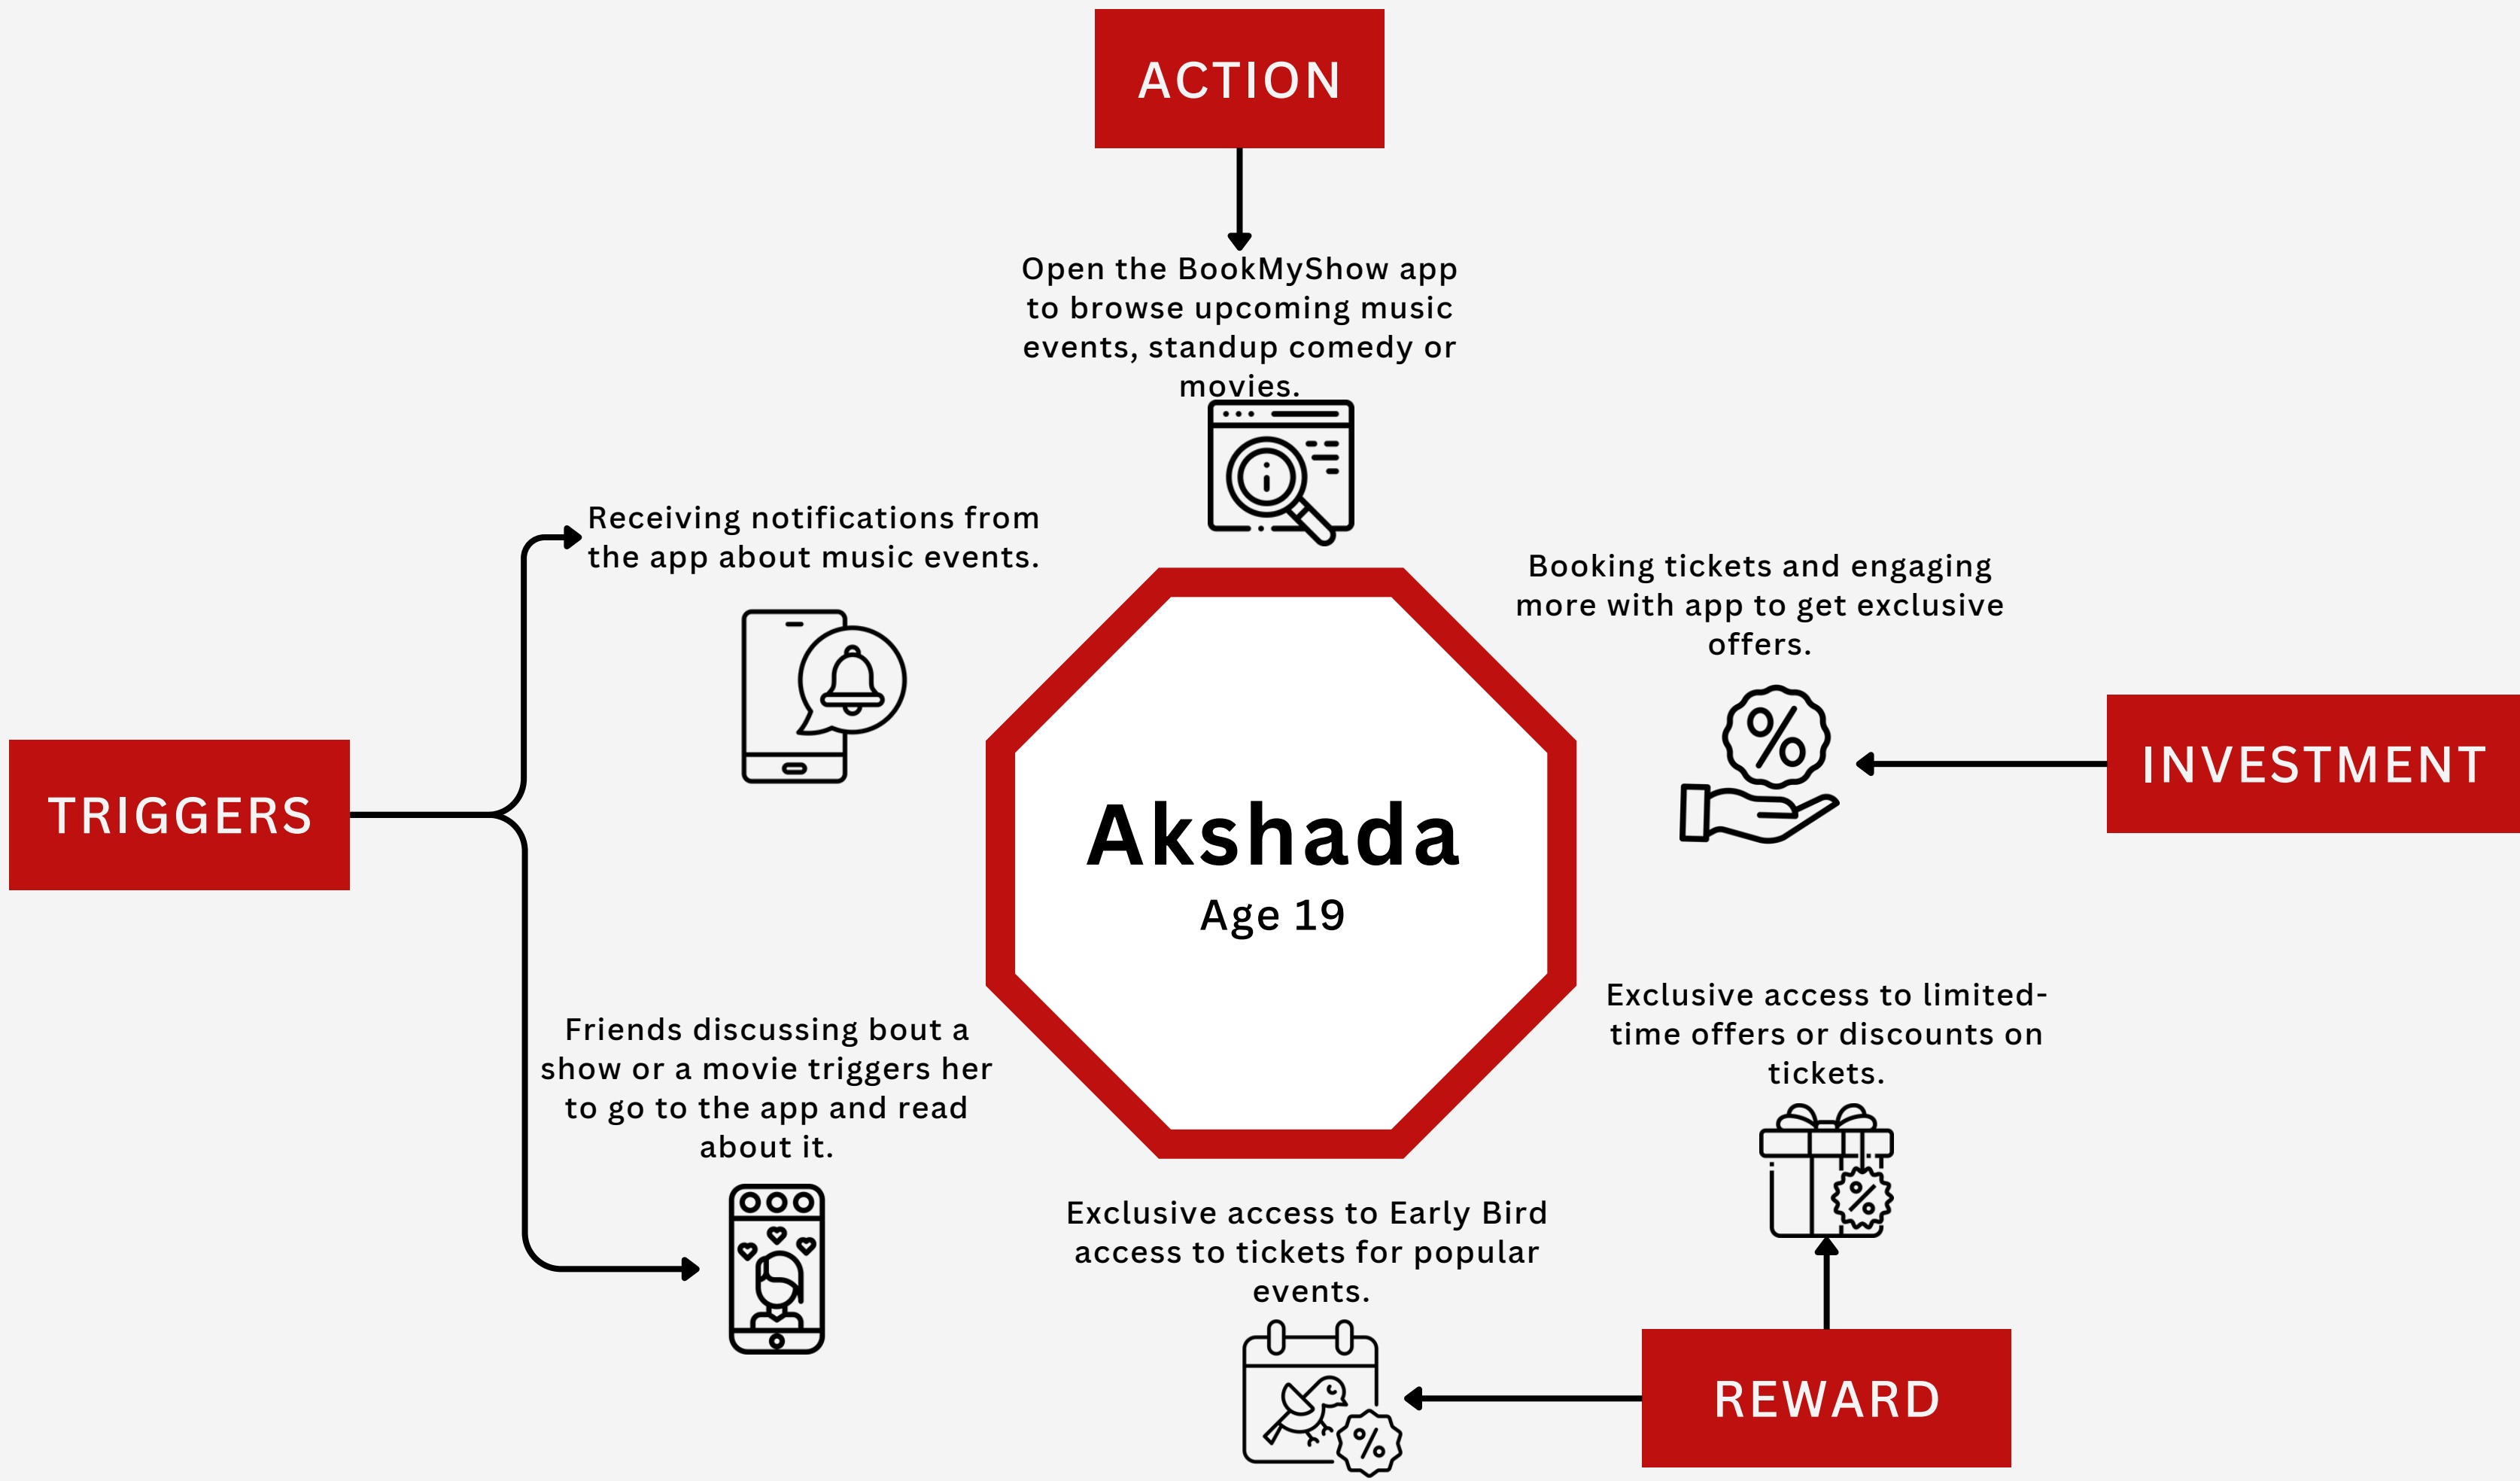 ACTION
Open the BookMyShow app
to browse upcoming music
events, standup comedy or
movies.
Receiving notifications from
the app about music events.
Booking tickets and engaging
more with app to get exclusive
offers.
TRIGGERS
INVESTMENT
Akshada
Age 19
Friends discussing bout a
show or a movie triggers her
to go to the app and read
about it.
Exclusive access to limited-
time offers or discounts on
tickets.
Exclusive access to Early Bird
access to tickets for popular
events.
REWARD